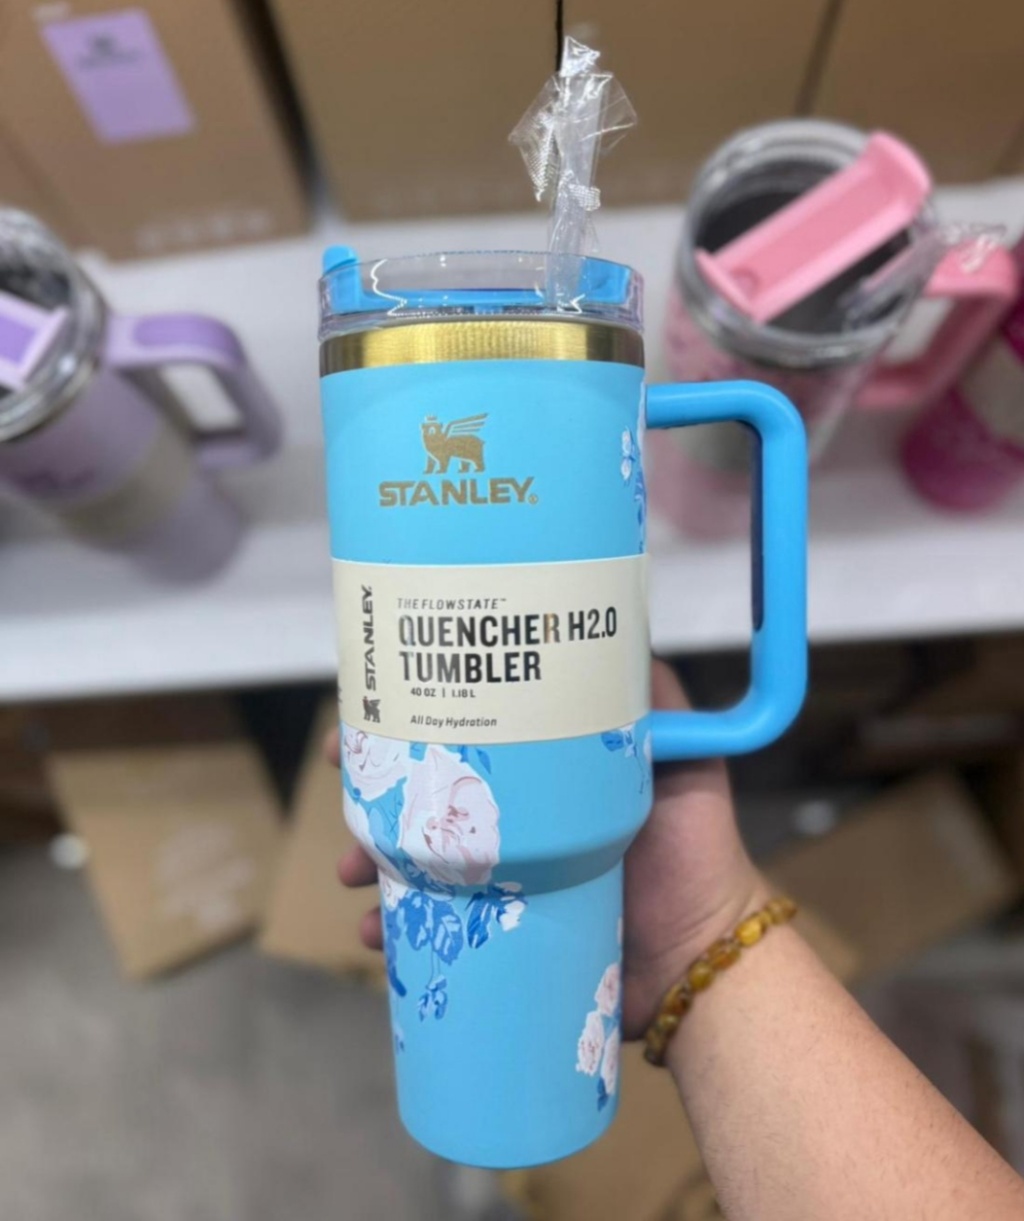 STANLEY®
STANLEY
THE FLOWSTATE™
QUENCHER H2.0
TUMBLER
40 OZ | 1.18 L
All Day Hydration